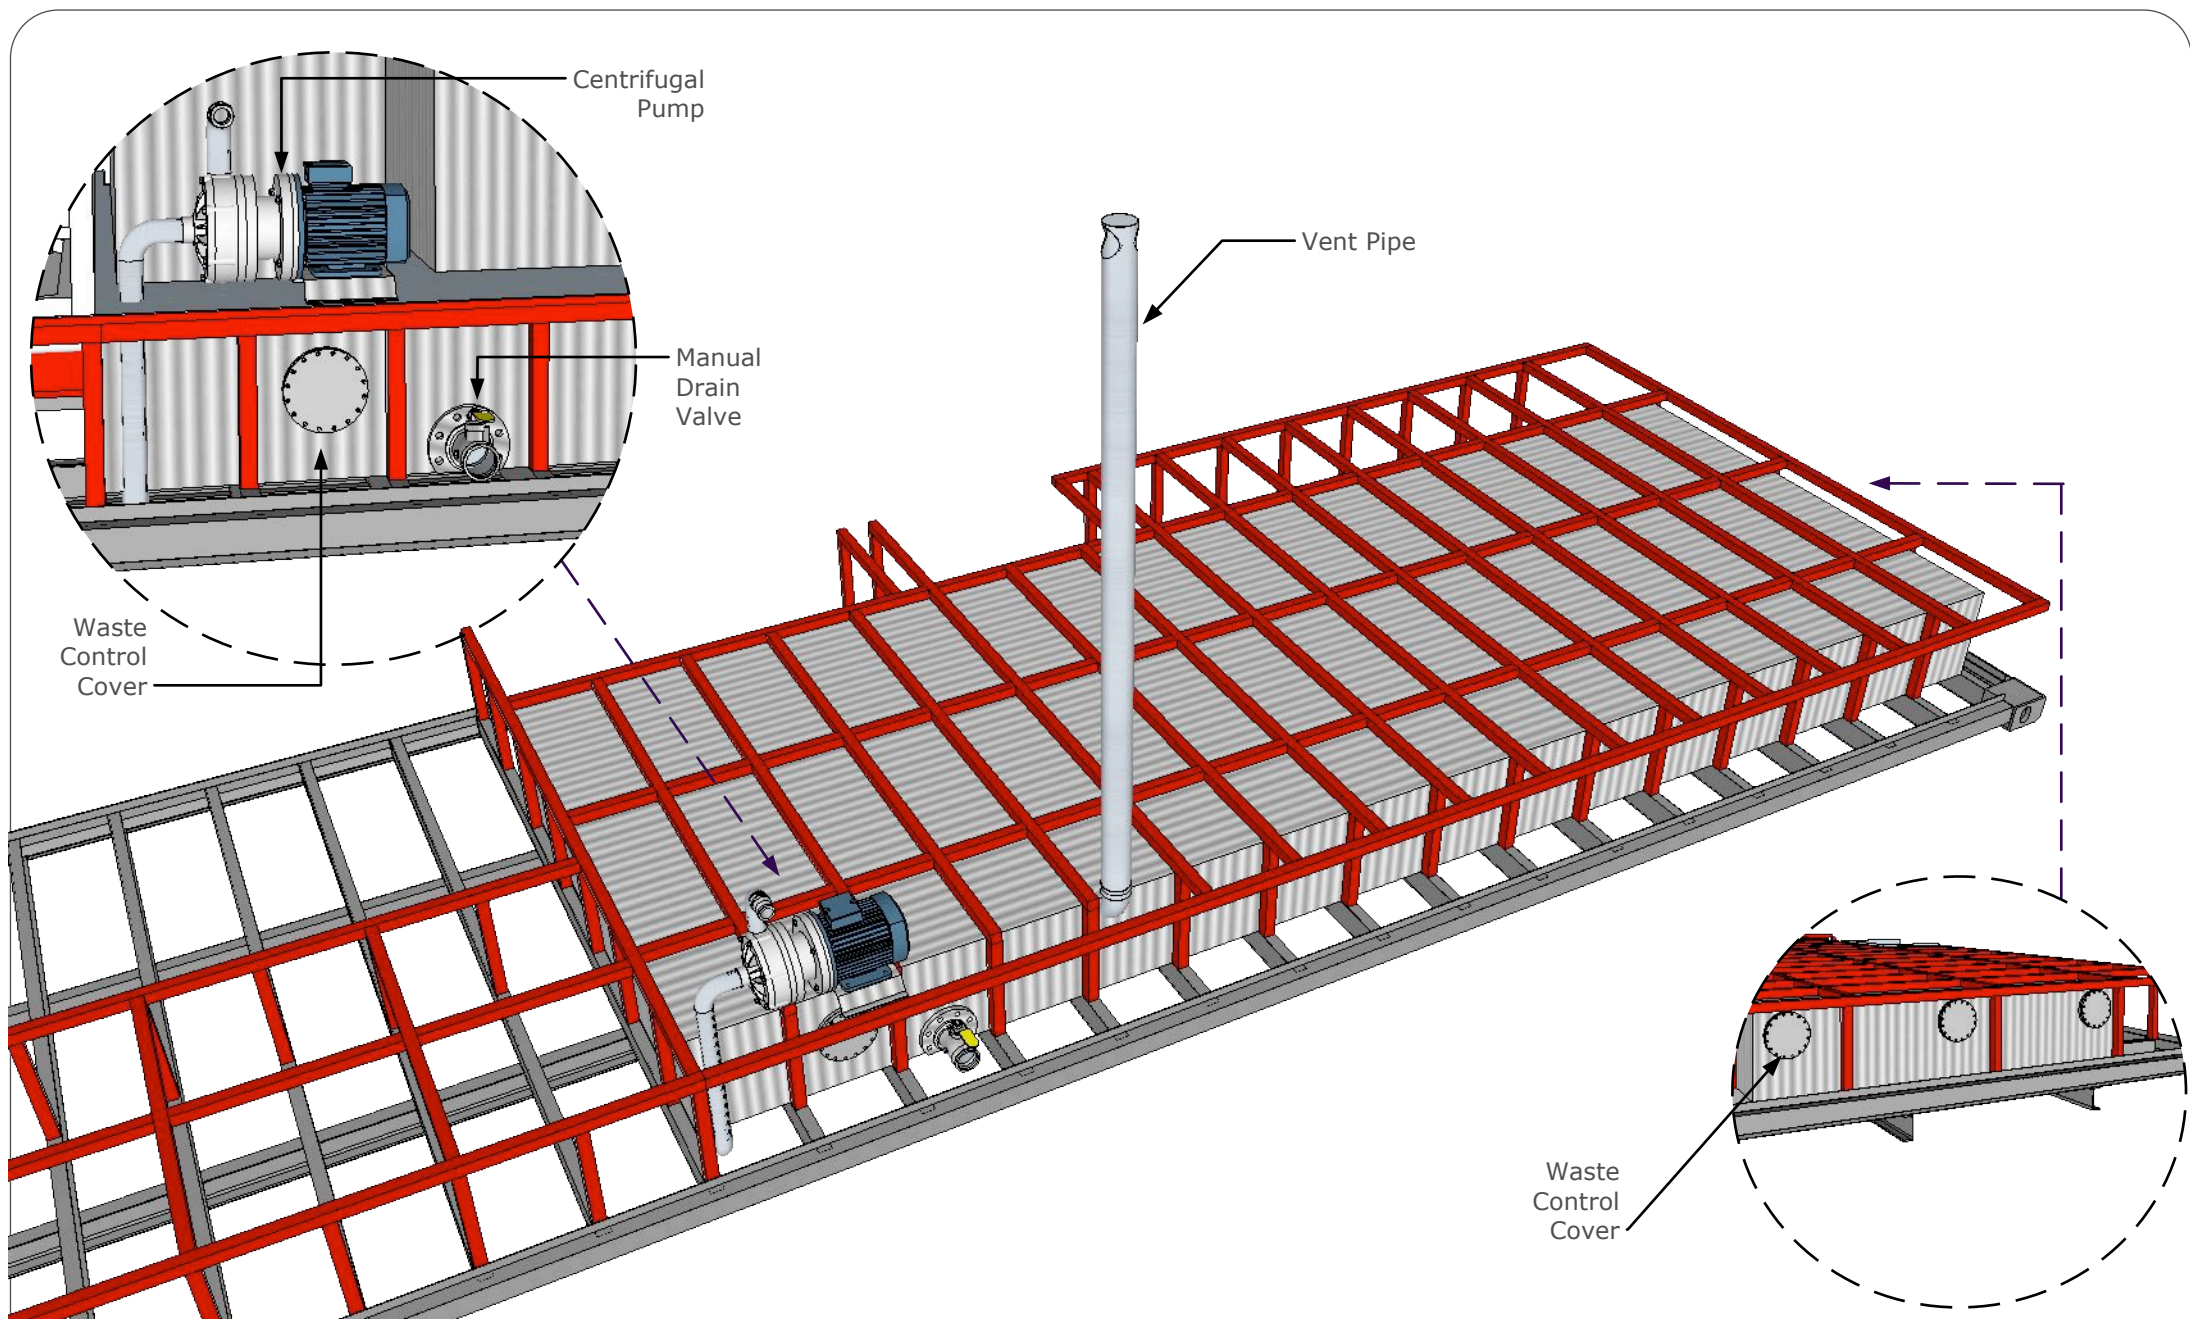 Centrifugal
Pump
Vent Pipe
Manual
Drain
Valve
Waste
Control
Cover
Waste
Control
Cover